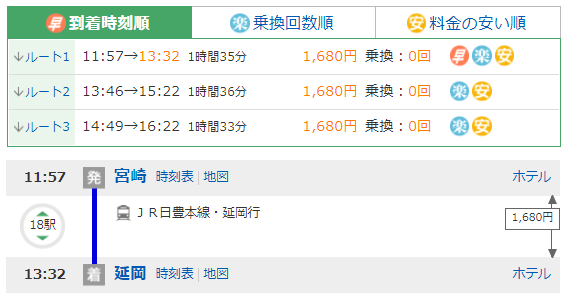 早 到着時刻順 楽 乗換回数順 安 料金の安い順
↓ルート1 11:57→13:32 1時間35分 1,680円 乗換：0回 早 楽 安
↓ルート2 13:46→15:22 1時間36分 1,680円 乗換：0回 楽 安
↓ルート3 14:49→16:22 1時間33分 1,680円 乗換：0回 楽 安
11:57 発 宮崎 時刻表 | 地図 ホテル
18駅 ＪＲ日豊本線・延岡行 1,680円
13:32 着 延岡 時刻表 | 地図 ホテル